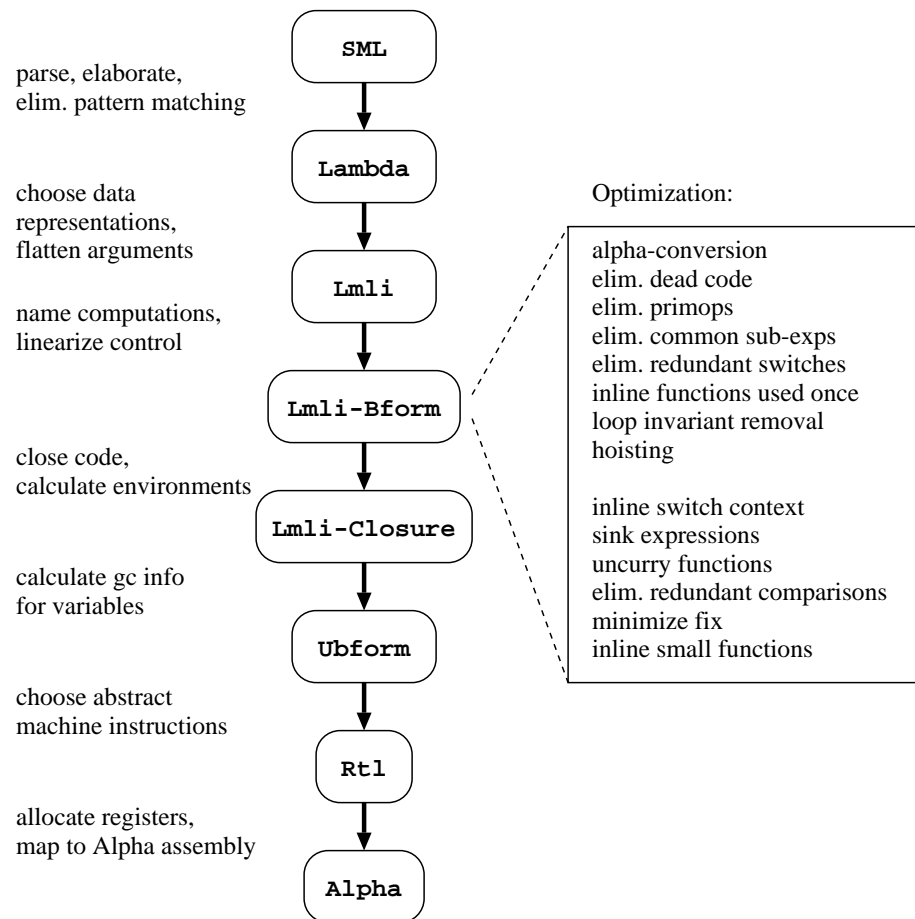 SML
parse, elaborate,
elim. pattern matching
Lambda
choose data
representations,
flatten arguments
Lmli
name computations,
linearize control
Lmli-Bform
close code,
calculate environments
Lmli-Closure
calculate gc info
for variables
Ubform
choose abstract
machine instructions
Rtl
allocate registers,
map to Alpha assembly
Alpha
Optimization:
alpha-conversion
elim. dead code
elim. primops
elim. common sub-exps
elim. redundant switches
inline functions used once
loop invariant removal
hoisting
inline switch context
sink expressions
uncurry functions
elim. redundant comparisons
minimize fix
inline small functions